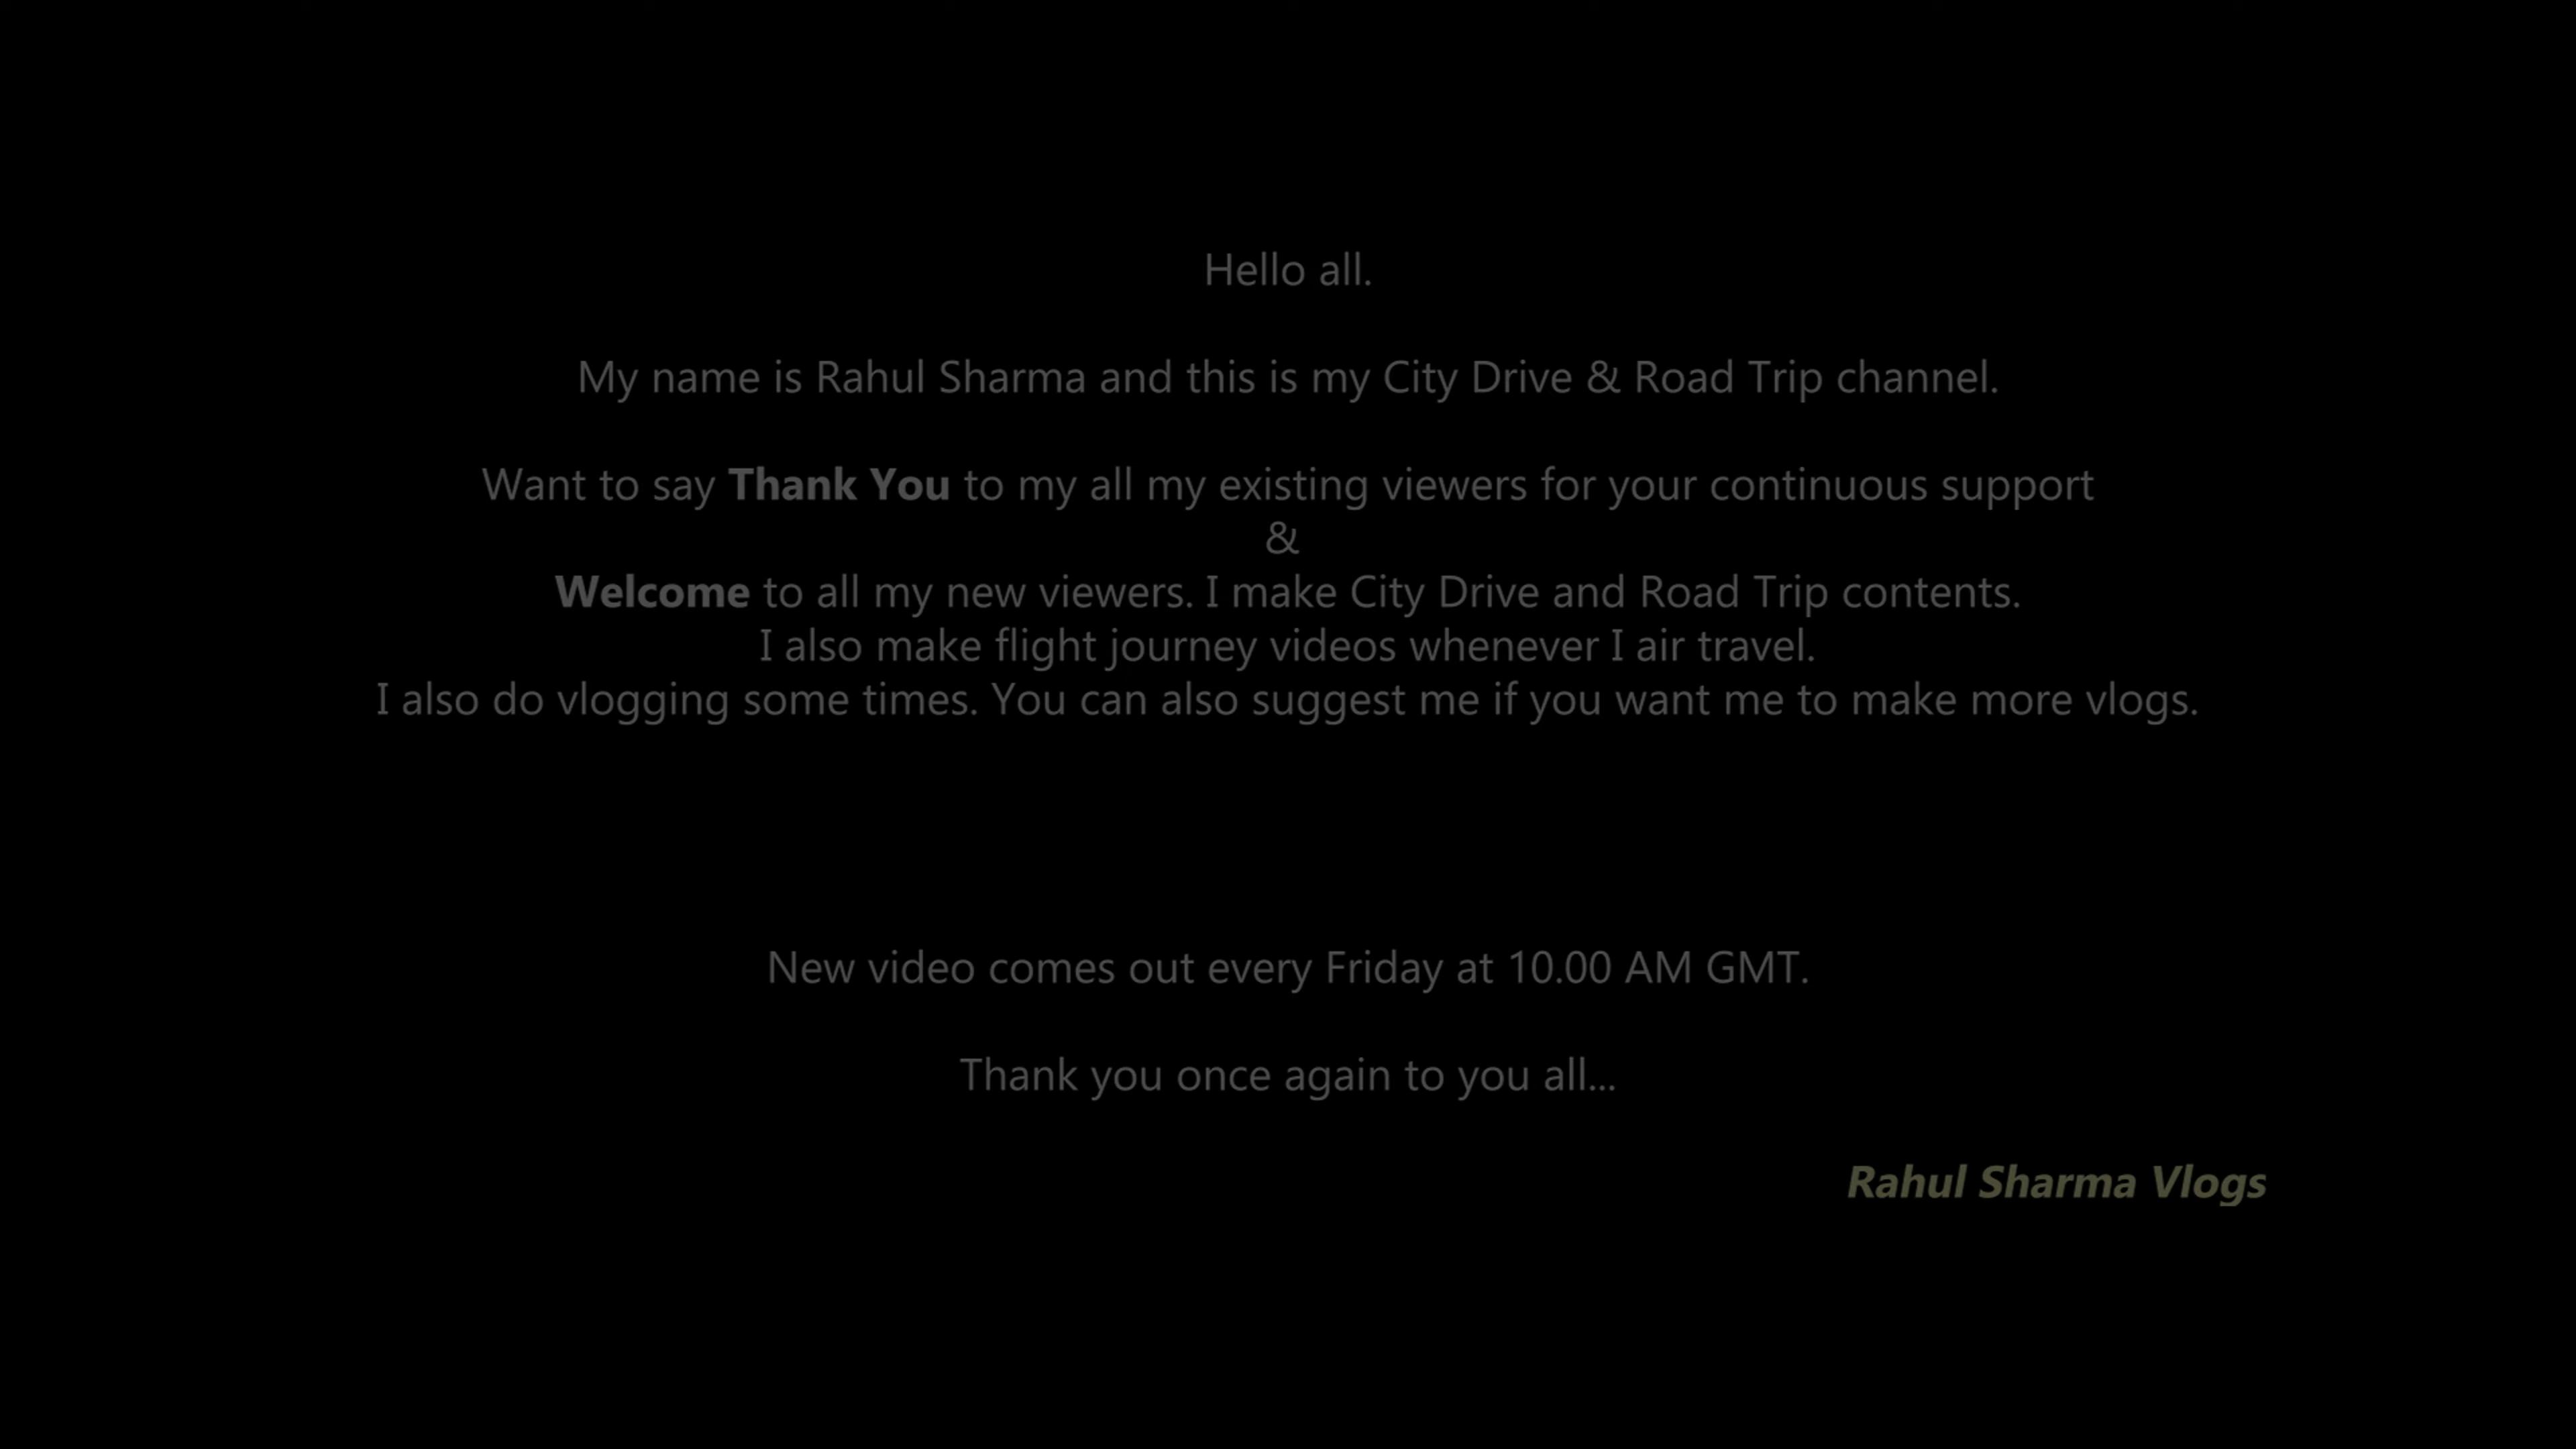 Hello all.
My name is Rahul Sharma and this is my City Drive & Road Trip channel.
Want to say Thank You to my all my existing viewers for your continuous support
&
Welcome to all my new viewers. I make City Drive and Road Trip contents.
I also make flight journey videos whenever I air travel.
I also do vlogging some times. You can also suggest me if you want me to make more vlogs.
New video comes out every Friday at 10.00 AM GMT.
Thank you once again to you all...
Rahul Sharma Vlogs